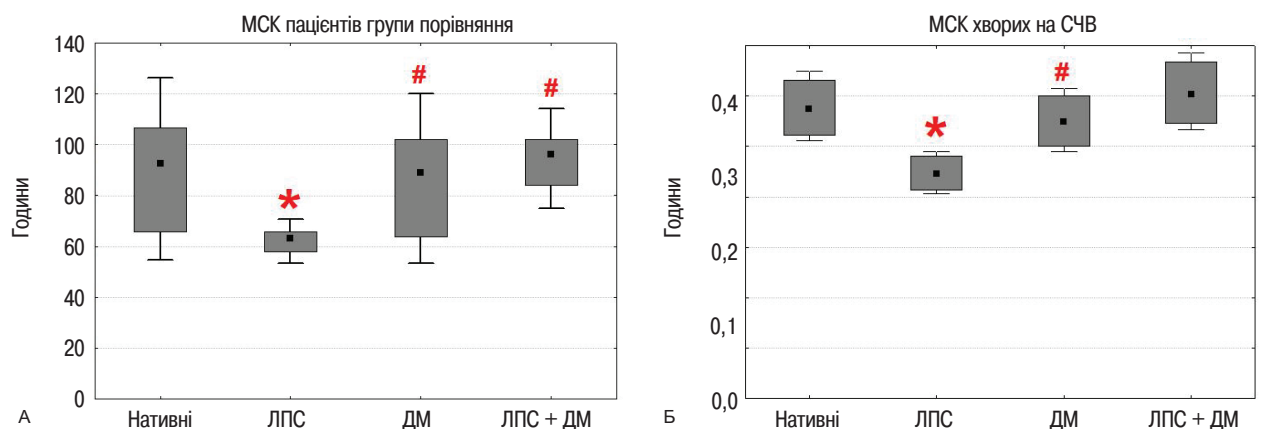 МСК пацієнтів групи порівняння
140
120
100
80
60
40
20
0
Години
# #
*
А
Нативні ЛПС ДМ ЛПС + ДМ
МСК хворих на СЧВ
0,4
0,3
0,2
0,1
0,0
Години
#
*
Б
Нативні ЛПС ДМ ЛПС + ДМ